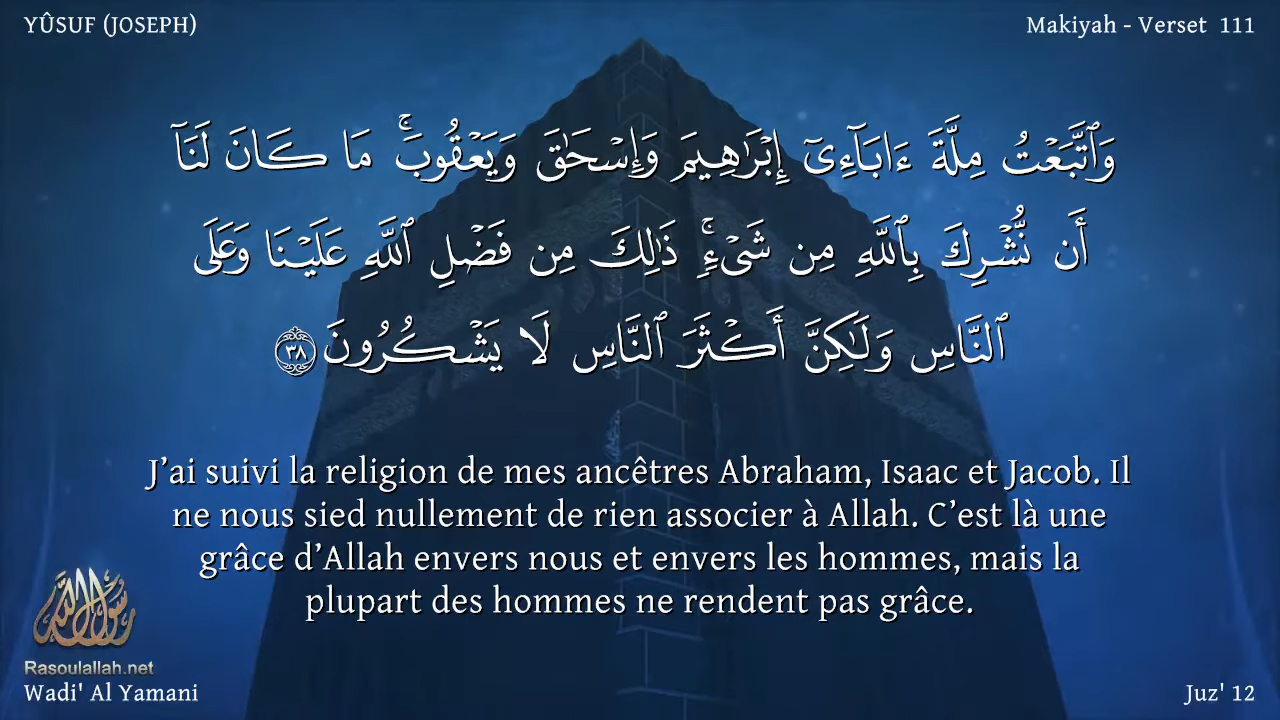 YÛSUF (JOSEPH)
Makiyah - Verset 111
وَٱتَّبَعْتُ مِلَّةَ ءَابَآءِىٓ إِبْرَٰهِيمَ وَإِسْحَـٰقَ وَيَعْقُوبَ ۚ مَا كَانَ لَنَآ
أَن نُّشْرِكَ بِٱللَّهِ مِن شَىْءٍ ۚ ذَٰلِكَ مِن فَضْلِ ٱللَّهِ عَلَيْنَا وَعَلَى
ٱلنَّاسِ وَلَـٰكِنَّ أَكْثَرَ ٱلنَّاسِ لَا يَشْكُرُونَ ٣٨
J’ai suivi la religion de mes ancêtres Abraham, Isaac et Jacob. Il
ne nous sied nullement de rien associer à Allah. C’est là une
grâce d’Allah envers nous et envers les hommes, mais la
plupart des hommes ne rendent pas grâce.
رسول الله
Rasoulallah.net
Wadi' Al Yamani
Juz' 12